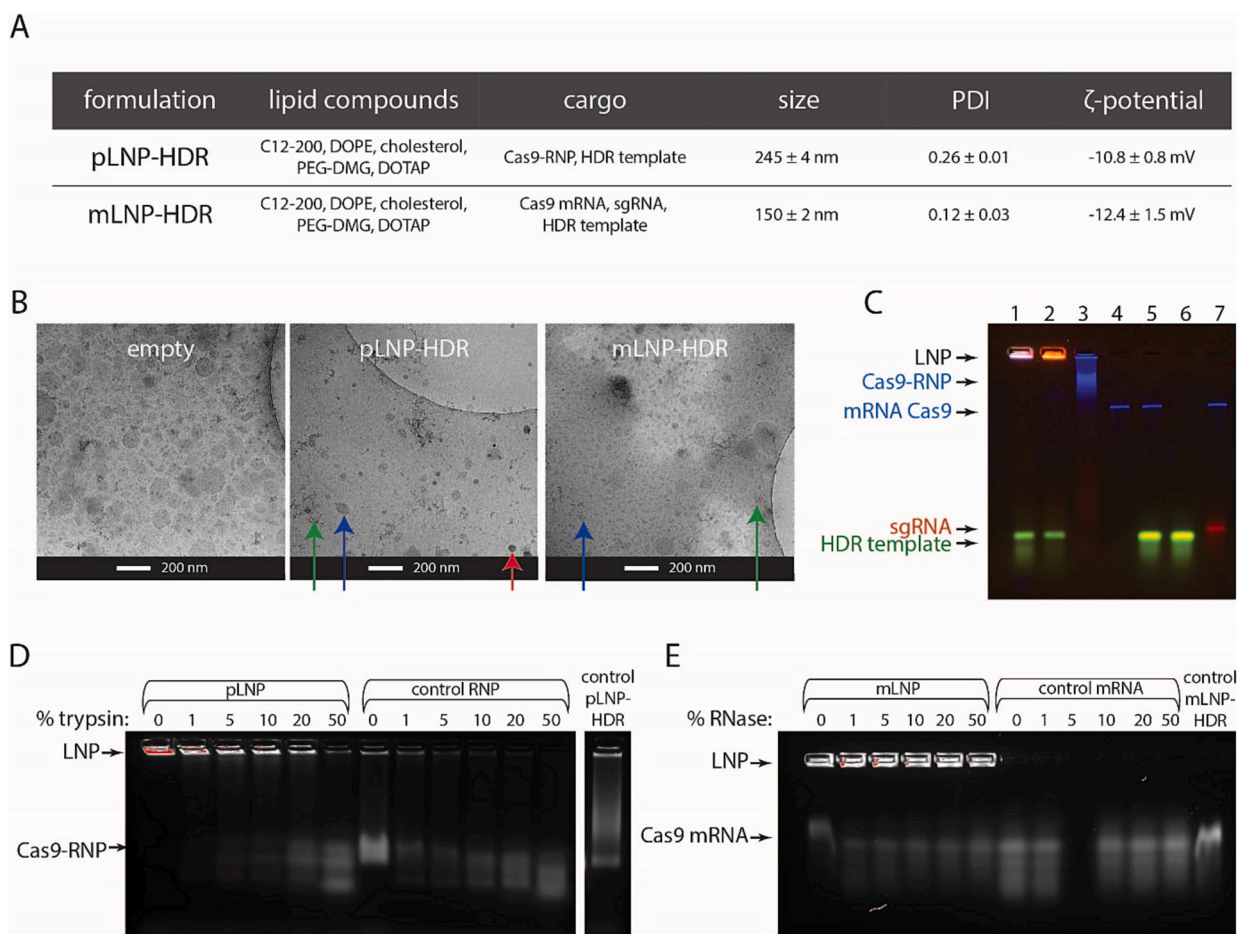 A
formulation lipid compounds cargo size PDI ζ-potential
pLNP-HDR C12-200, DOPE, cholesterol, PEG-DMG, DOTAP Cas9-RNP, HDR template 245 ± 4 nm 0.26 ± 0.01 -10.8 ± 0.8 mV
mLNP-HDR C12-200, DOPE, cholesterol, PEG-DMG, DOTAP Cas9 mRNA, sgRNA, HDR template 150 ± 2 nm 0.12 ± 0.03 -12.4 ± 1.5 mV
B
empty pLNP-HDR mLNP-HDR
200 nm 200 nm 200 nm
C
1 2 3 4 5 6 7
LNP
Cas9-RNP
mRNA Cas9
sgRNA
HDR template
D
pLNP control RNP control pLNP-HDR
% trypsin: 0 1 5 10 20 50 0 1 5 10 20 50
LNP
Cas9-RNP
E
mLNP control mRNA control mLNP-HDR
% RNase: 0 1 5 10 20 50 0 1 5 10 20 50
LNP
Cas9 mRNA